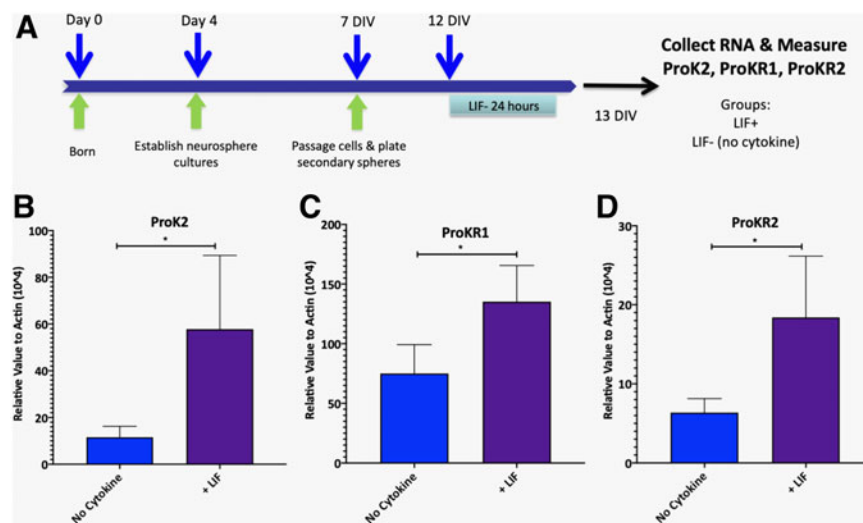 A
Day 0
Day 4
7 DIV
12 DIV
LIF- 24 hours
13 DIV
Born
Establish neurosphere
cultures
Passage cells & plate
secondary spheres
Collect RNA & Measure
ProK2, ProKR1, ProKR2
Groups:
LIF+
LIF- (no cytokine)
B
ProK2
*
Relative Value to Actin (10^4)
100
80
60
40
20
0
No Cytokine
+ LIF
C
ProKR1
*
Relative Value to Actin (10^4)
200
150
100
50
0
No Cytokine
+ LIF
D
ProKR2
*
Relative Value to Actin (10^4)
30
20
10
0
No Cytokine
+ LIF